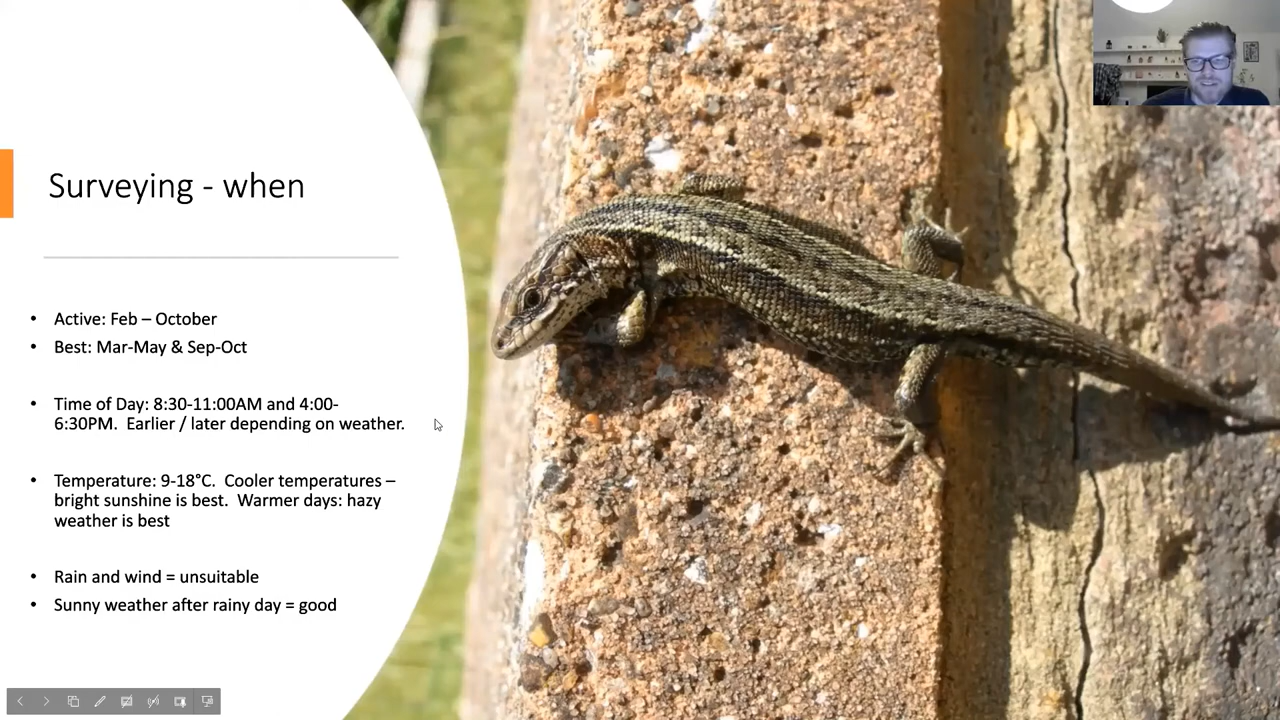 Surveying - when
• Active: Feb – October
• Best: Mar-May & Sep-Oct
• Time of Day: 8:30-11:00AM and 4:00-
6:30PM. Earlier / later depending on weather.
• Temperature: 9-18°C. Cooler temperatures –
bright sunshine is best. Warmer days: hazy
weather is best
• Rain and wind = unsuitable
• Sunny weather after rainy day = good